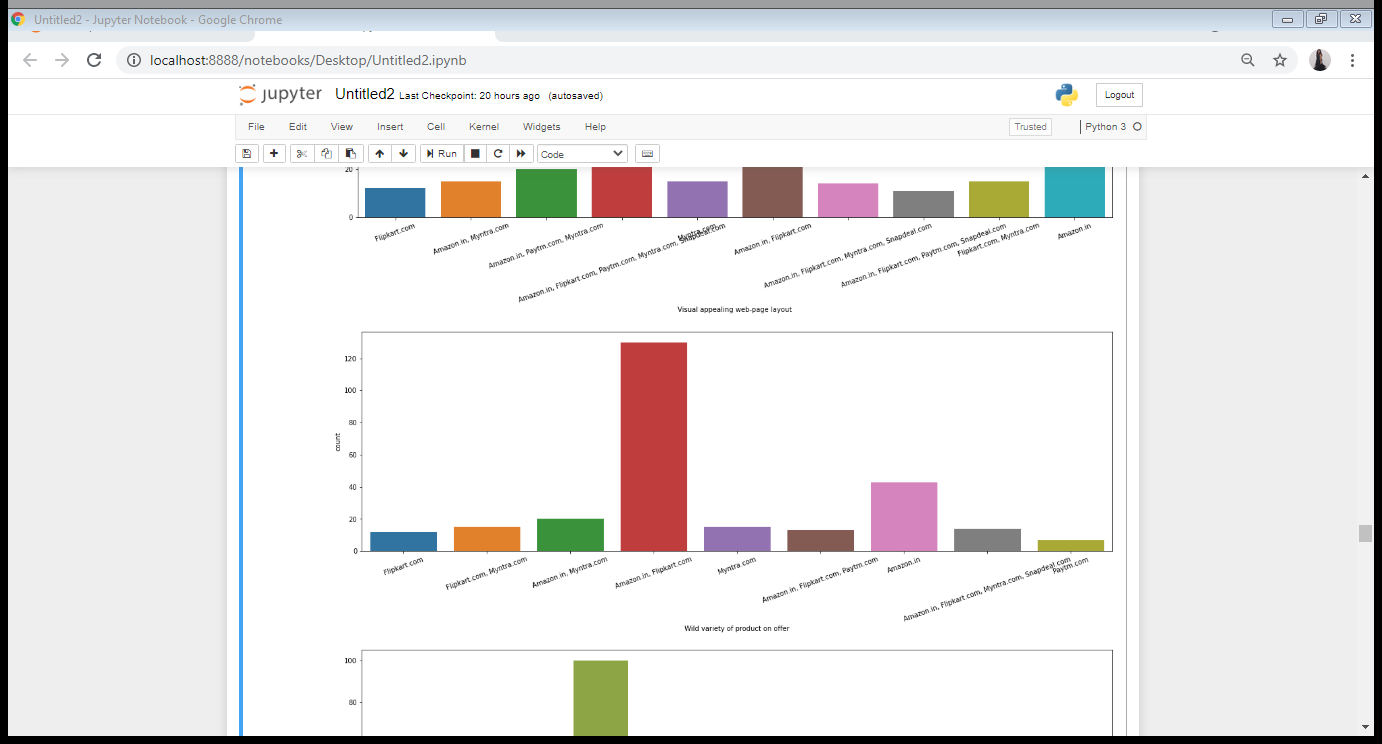 Untitled2 - Jupyter Notebook - Google Chrome
localhost:8888/notebooks/Desktop/Untitled2.ipynb
jupyter Untitled2 Last Checkpoint: 20 hours ago (autosaved) Logout
File Edit View Insert Cell Kernel Widgets Help Trusted Python 3
Run Code
20
0
Flipkart.com
Amazon.in, Myntra.com
Amazon.in, Paytm.com, Myntra.com
Amazon.in, Flipkart.com, Paytm.com, Myntra.com, Snapdeal.com
Myntra.com
Amazon.in, Flipkart.com
Amazon.in, Flipkart.com, Myntra.com, Snapdeal.com
Amazon.in, Flipkart.com, Paytm.com, Snapdeal.com
Flipkart.com, Myntra.com
Amazon.in
Visual appealing web-page layout
120
100
80
60
40
20
0
count
Flipkart.com
Flipkart.com, Myntra.com
Amazon.in, Myntra.com
Amazon.in, Flipkart.com
Myntra.com
Amazon.in, Flipkart.com, Paytm.com
Amazon.in
Amazon.in, Flipkart.com, Myntra.com, Snapdeal.com
Paytm.com
Wild variety of product on offer
100
80